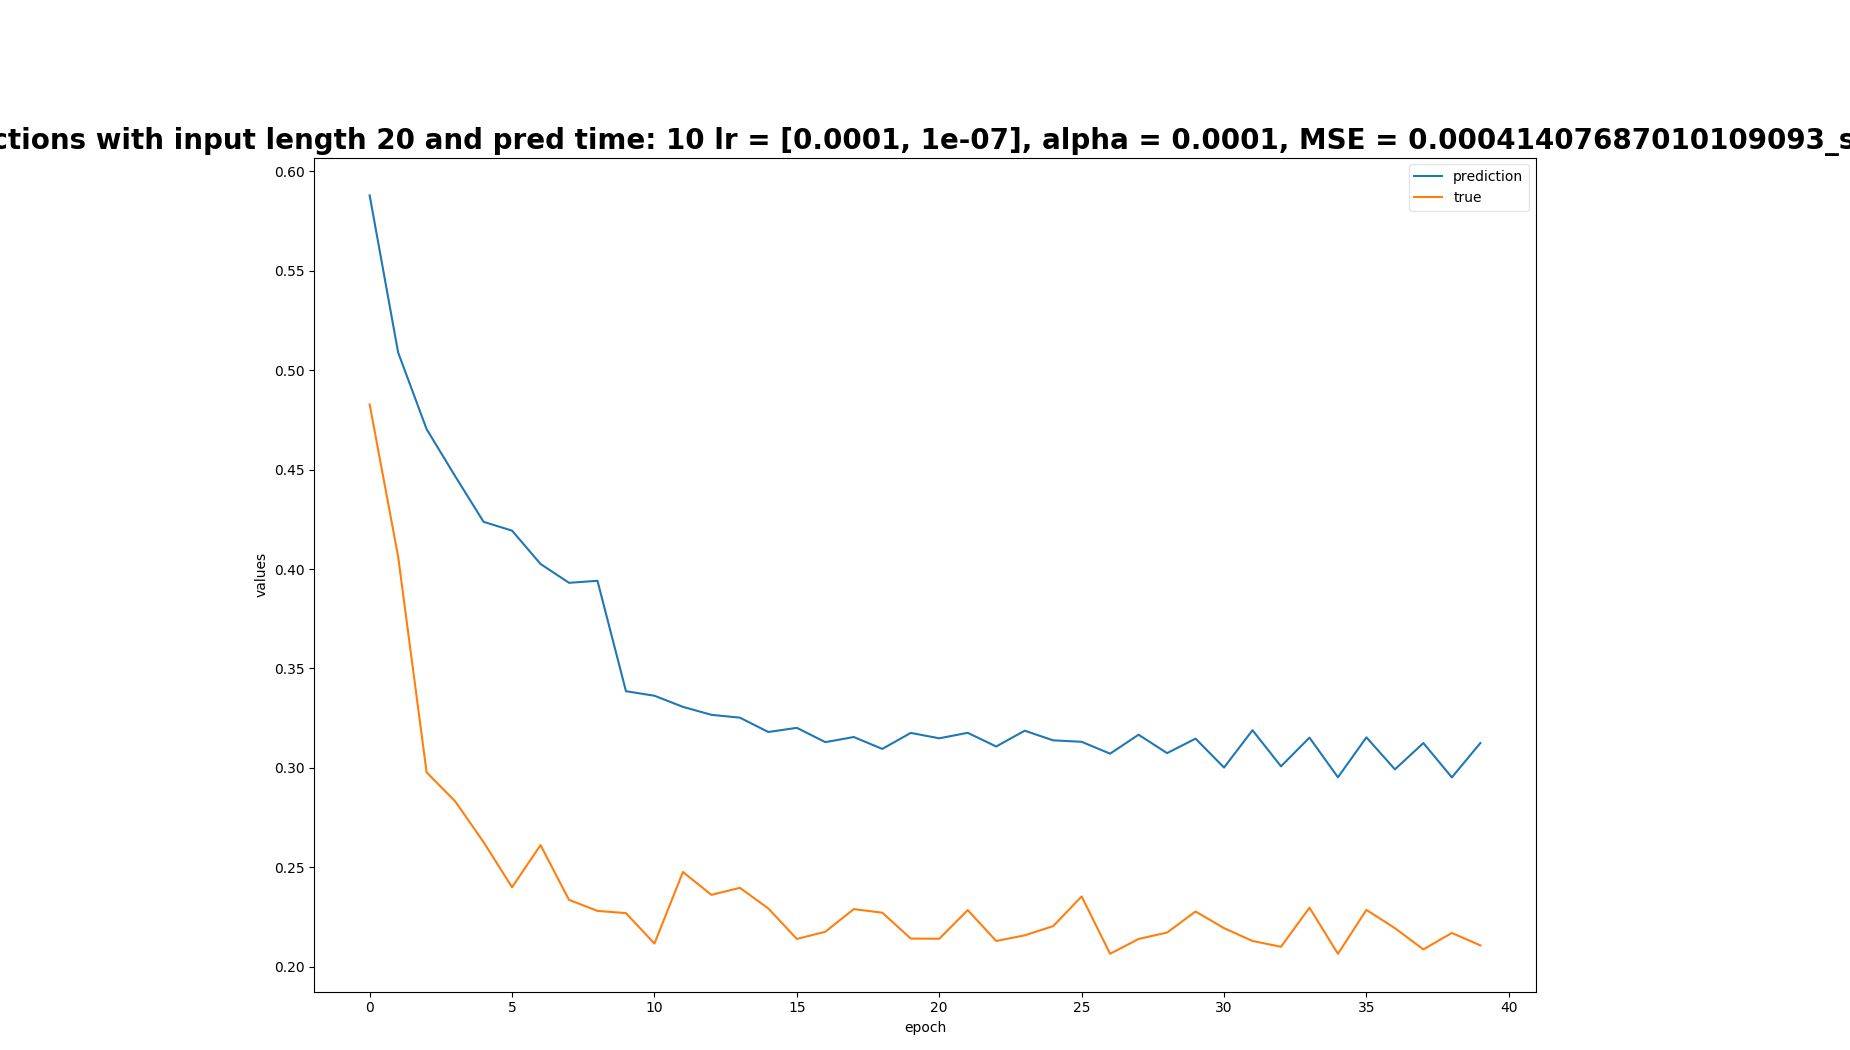 ctions with input length 20 and pred time: 10 lr = [0.0001, 1e-07], alpha = 0.0001, MSE = 0.00041407687010109093_s
prediction
true
0.60
0.55
0.50
0.45
0.40
0.35
0.30
0.25
0.20
values
0 5 10 15 20 25 30 35 40
epoch